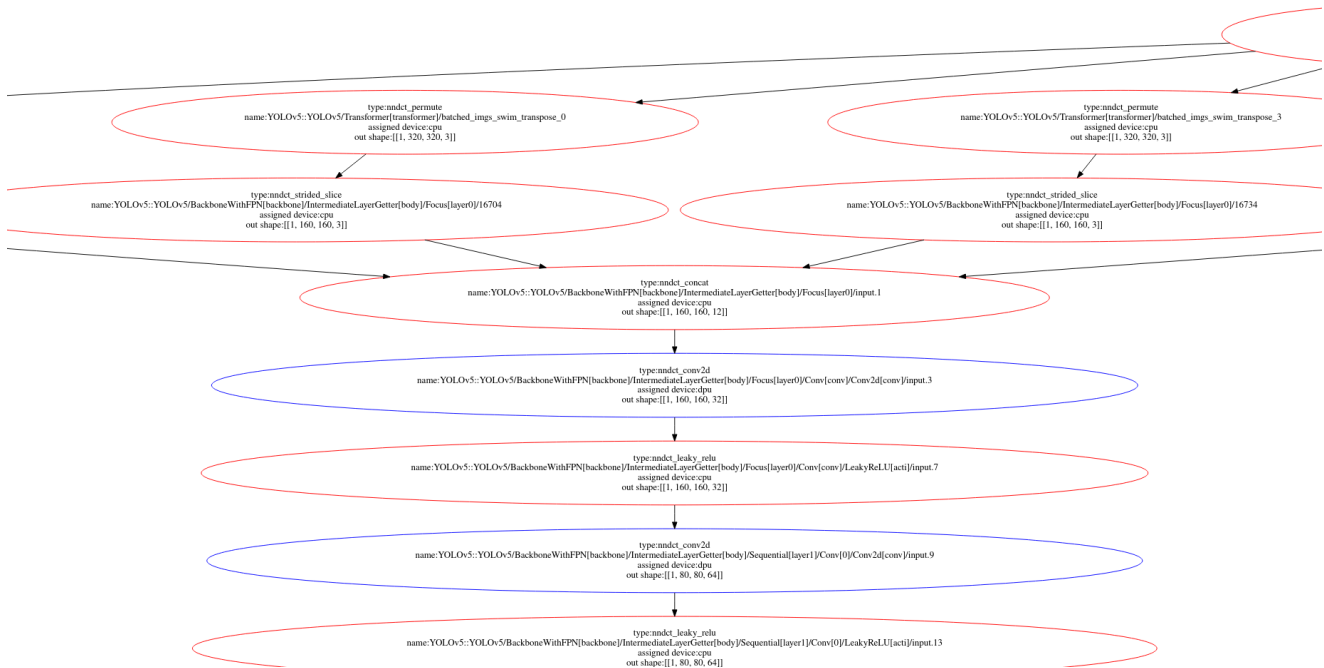 type:nndct_permute
name:YOLOv5::YOLOv5/Transformer[transformer]/batched_imgs_swim_transpose_0
assigned device:cpu
out shape:[[1, 320, 320, 3]]
type:nndct_permute
name:YOLOv5::YOLOv5/Transformer[transformer]/batched_imgs_swim_transpose_3
assigned device:cpu
out shape:[[1, 320, 320, 3]]
type:nndct_strided_slice
name:YOLOv5::YOLOv5/BackboneWithFPN[backbone]/IntermediateLayerGetter[body]/Focus[layer0]/16704
assigned device:cpu
out shape:[[1, 160, 160, 3]]
type:nndct_strided_slice
name:YOLOv5::YOLOv5/BackboneWithFPN[backbone]/IntermediateLayerGetter[body]/Focus[layer0]/16734
assigned device:cpu
out shape:[[1, 160, 160, 3]]
type:nndct_concat
name:YOLOv5::YOLOv5/BackboneWithFPN[backbone]/IntermediateLayerGetter[body]/Focus[layer0]/input.1
assigned device:cpu
out shape:[[1, 160, 160, 12]]
type:nndct_conv2d
name:YOLOv5::YOLOv5/BackboneWithFPN[backbone]/IntermediateLayerGetter[body]/Focus[layer0]/Conv[conv]/Conv2d[conv]/input.3
assigned device:dpu
out shape:[[1, 160, 160, 32]]
type:nndct_leaky_relu
name:YOLOv5::YOLOv5/BackboneWithFPN[backbone]/IntermediateLayerGetter[body]/Focus[layer0]/Conv[conv]/LeakyReLU[acti]/input.7
assigned device:cpu
out shape:[[1, 160, 160, 32]]
type:nndct_conv2d
name:YOLOv5::YOLOv5/BackboneWithFPN[backbone]/IntermediateLayerGetter[body]/Sequential[layer1]/Conv[0]/Conv2d[conv]/input.9
assigned device:dpu
out shape:[[1, 80, 80, 64]]
type:nndct_leaky_relu
name:YOLOv5::YOLOv5/BackboneWithFPN[backbone]/IntermediateLayerGetter[body]/Sequential[layer1]/Conv[0]/LeakyReLU[acti]/input.13
assigned device:cpu
out shape:[[1, 80, 80, 64]]